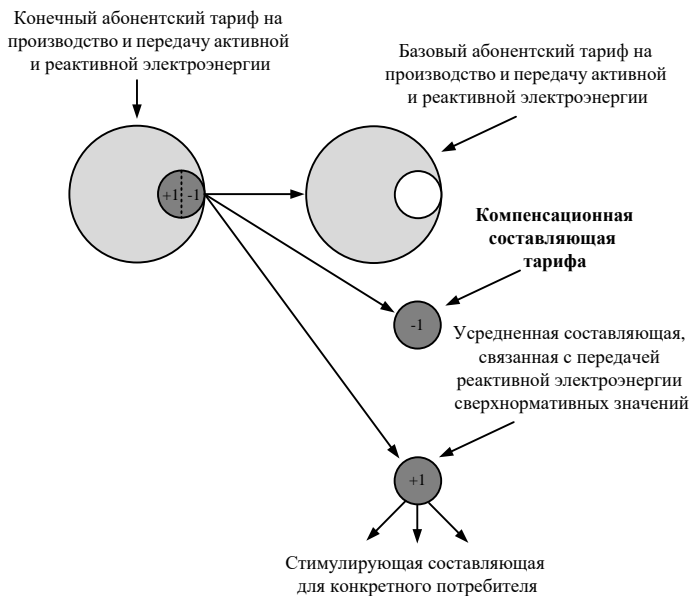 Конечный абонентский тариф на
производство и передачу активной
и реактивной электроэнергии
Базовый абонентский тариф на
производство и передачу активной
и реактивной электроэнергии
+1 -1
Компенсационная
составляющая
тарифа
-1
Усредненная составляющая,
связанная с передачей
реактивной электроэнергии
сверхнормативных значений
+1
Стимулирующая составляющая
для конкретного потребителя